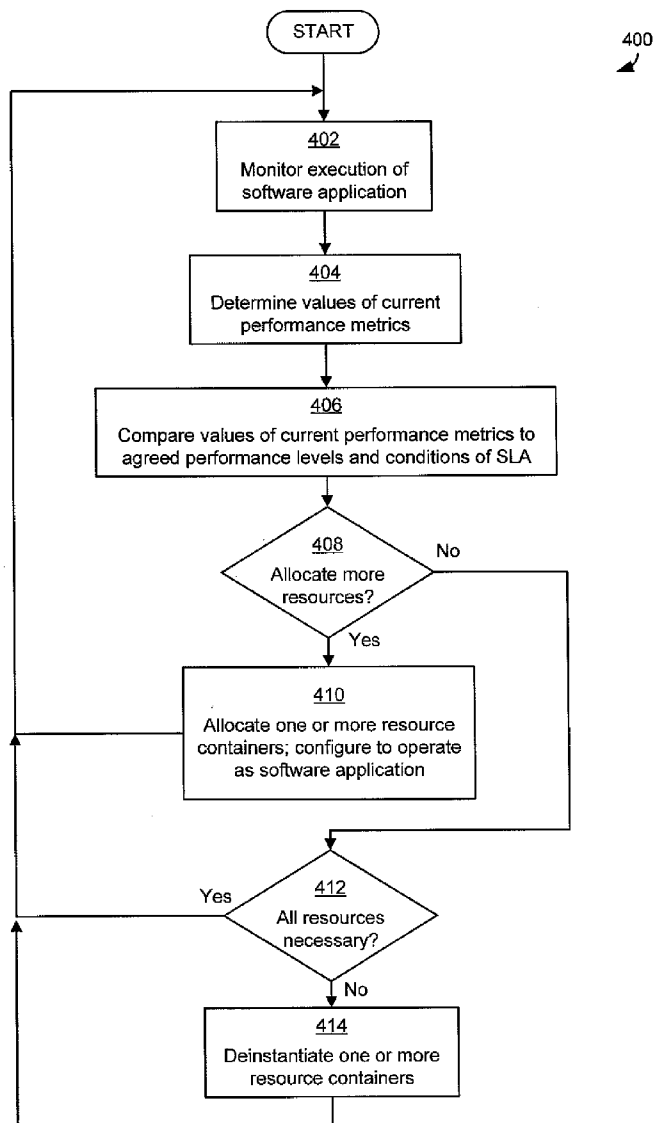 START
400
402
Monitor execution of
software application
404
Determine values of current
performance metrics
406
Compare values of current performance metrics to
agreed performance levels and conditions of SLA
408
Allocate more
resources?
No
Yes
410
Allocate one or more resource
containers; configure to operate
as software application
Yes
412
All resources
necessary?
No
414
Deinstantiate one or more
resource containers